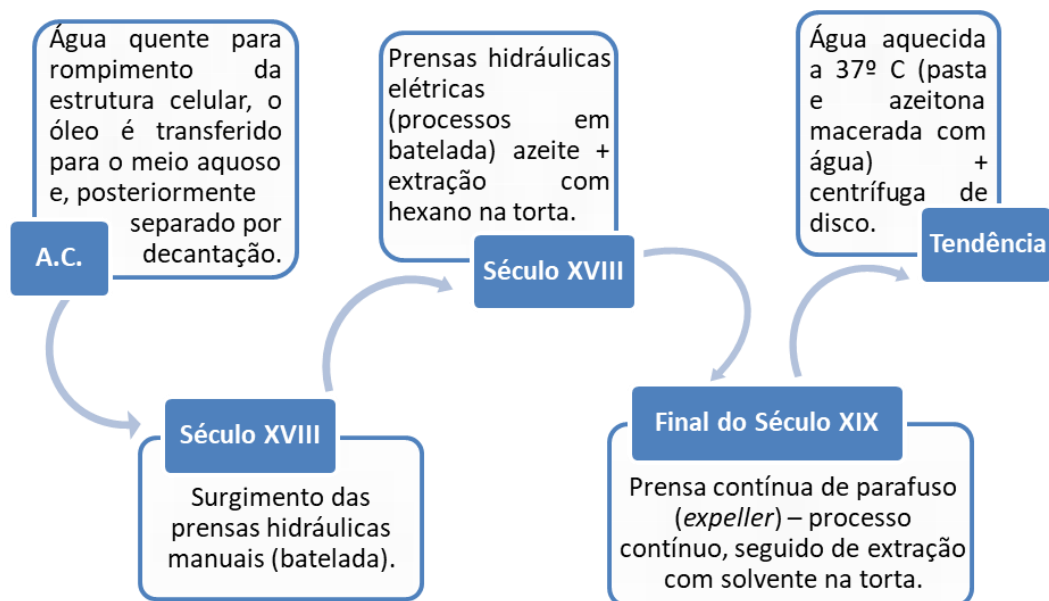 Água quente para
rompimento da
estrutura celular, o
óleo é transferido
para o meio aquoso
e, posteriormente
separado por
decantação.
A.C.
Século XVIII
Surgimento das
prensas hidráulicas
manuais (batelada).
Prensas hidráulicas
elétricas
(processos em
batelada) azeite +
extração com
hexano na torta.
Século XVIII
Final do Século XIX
Prensa contínua de parafuso
(expeller) – processo
contínuo, seguido de extração
com solvente na torta.
Água aquecida
a 37º C (pasta
e azeitona
macerada com
água) +
centrífuga de
disco.
Tendência